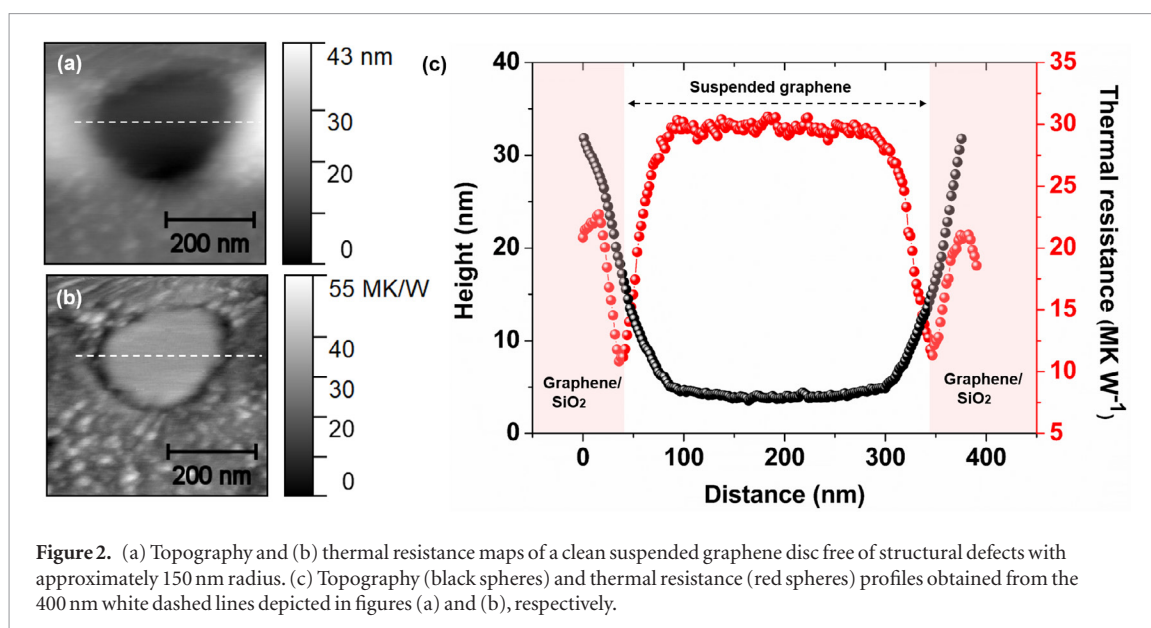 (a)
43 nm
30
20
0
200 nm
(b)
55 MK/W
40
30
20
0
200 nm
(c)
40
30
20
10
0
Height (nm)
Suspended graphene
Graphene/
SiO₂
Graphene/
SiO₂
35
30
25
20
15
10
5
Thermal resistance (MK W⁻¹)
0
100
200
300
400
Distance (nm)
Figure 2. (a) Topography and (b) thermal resistance maps of a clean suspended graphene disc free of structural defects with
approximately 150 nm radius. (c) Topography (black spheres) and thermal resistance (red spheres) profiles obtained from the
400 nm white dashed lines depicted in figures (a) and (b), respectively.